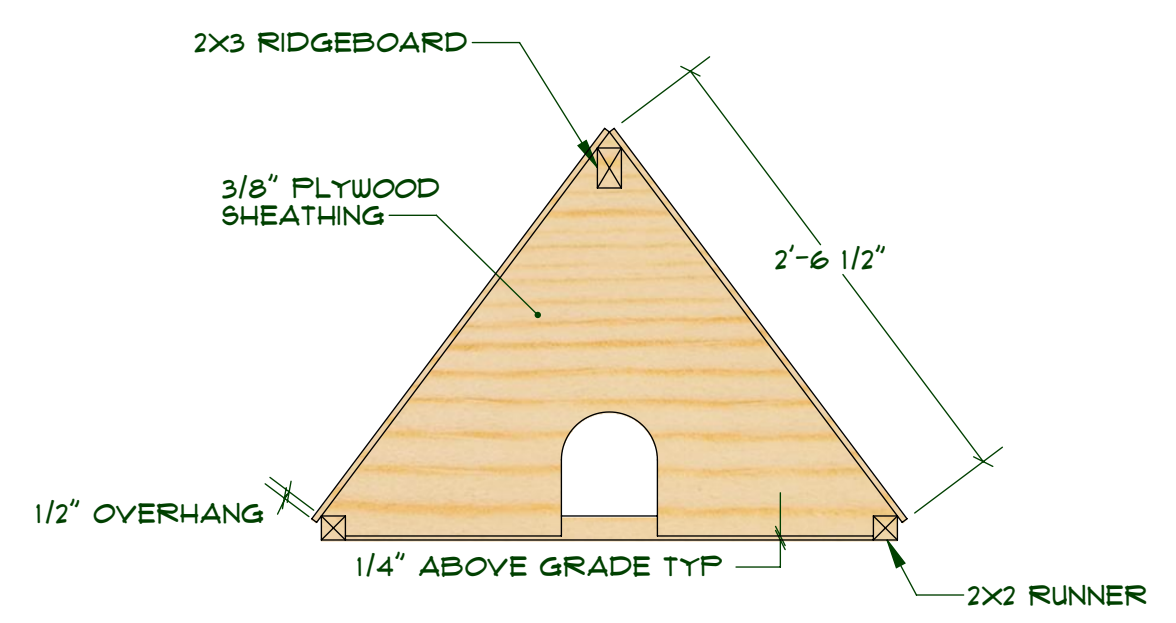 2X3 RIDGEBOARD
3/8" PLYWOOD
SHEATHING
2'-6 1/2"
1/2" OVERHANG
1/4" ABOVE GRADE TYP
2X2 RUNNER